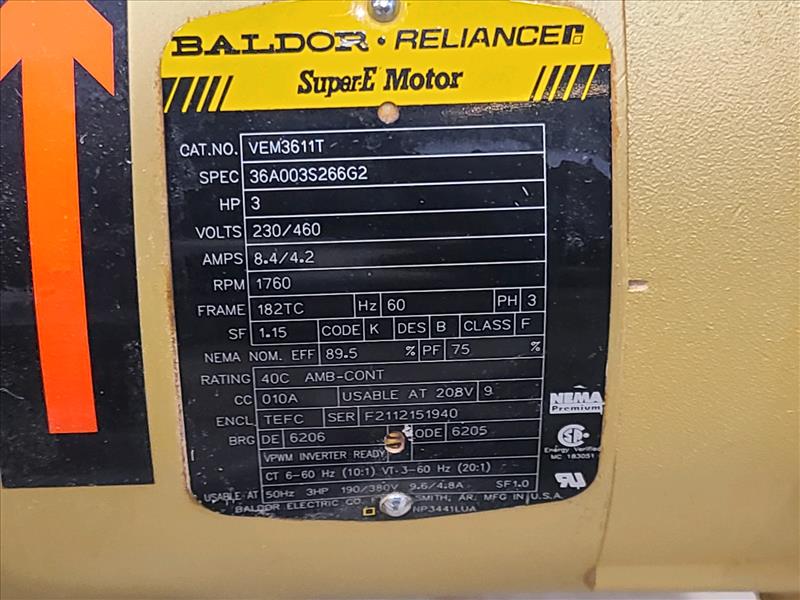 BALDOR · RELIANCE
Super-E Motor
CAT.NO. VEM3611T
SPEC 36A003S266G2
HP 3
VOLTS 230/460
AMPS 8.4/4.2
RPM 1760
FRAME 182TC Hz 60 PH 3
SF 1.15 CODE K DES B CLASS F
NEMA NOM. EFF 89.5 % PF 75 %
RATING 40C AMB-CONT
CC 010A USABLE AT 208V 9
ENCL TEFC SER F2112151940
BRG DE 6206 ODE 6205
VPWM INVERTER READY
CT 6-60 Hz (10:1) VT-3-60 Hz (20:1)
USABLE AT 50Hz 3HP 190/380V 9.6/4.8A SF1.0
BALDOR ELECTRIC CO. SMITH, AR. MFG IN U.S.A.
NP3441LUA
NEMA
Premium
Energy Verified
MC 183051